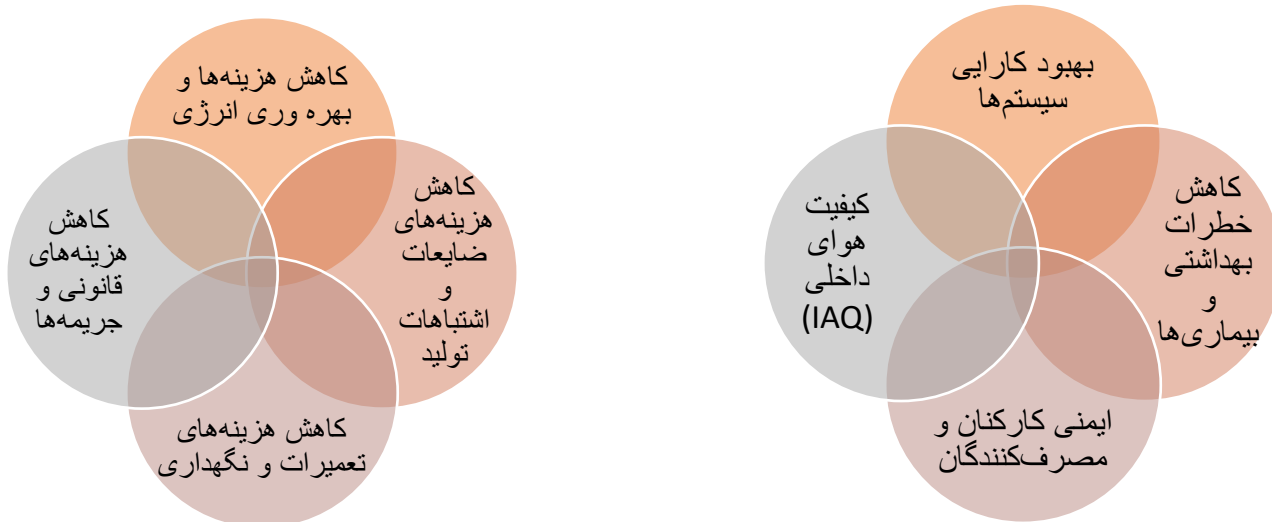 بهبود کارایی
سیستم‌ها
کاهش
خطرات
بهداشتی
و
بیماری‌ها
ایمنی کارکنان و
مصرف‌کنندگان
کیفیت
هوای
داخلی
(IAQ)
کاهش هزینه‌ها و
بهره وری انرژی
کاهش
هزینه‌های
ضایعات
و
اشتباهات
تولید
کاهش هزینه‌های
تعمیرات و نگهداری
کاهش
هزینه‌های
قانونی و
جریمه‌ها